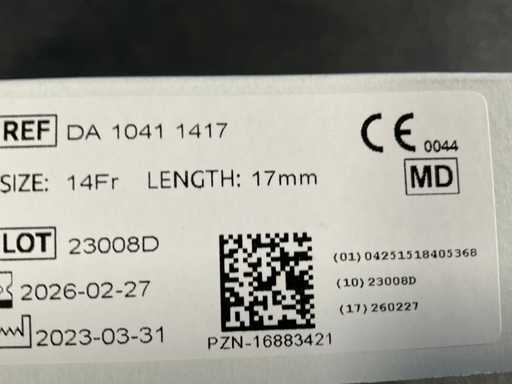 REF DA 1041 1417
CE 0044
SIZE: 14Fr LENGTH: 17mm
MD
LOT 23008D
2026-02-27
2023-03-31
(01)04251518405368
(10)23008D
(17)260227
PZN-16883421